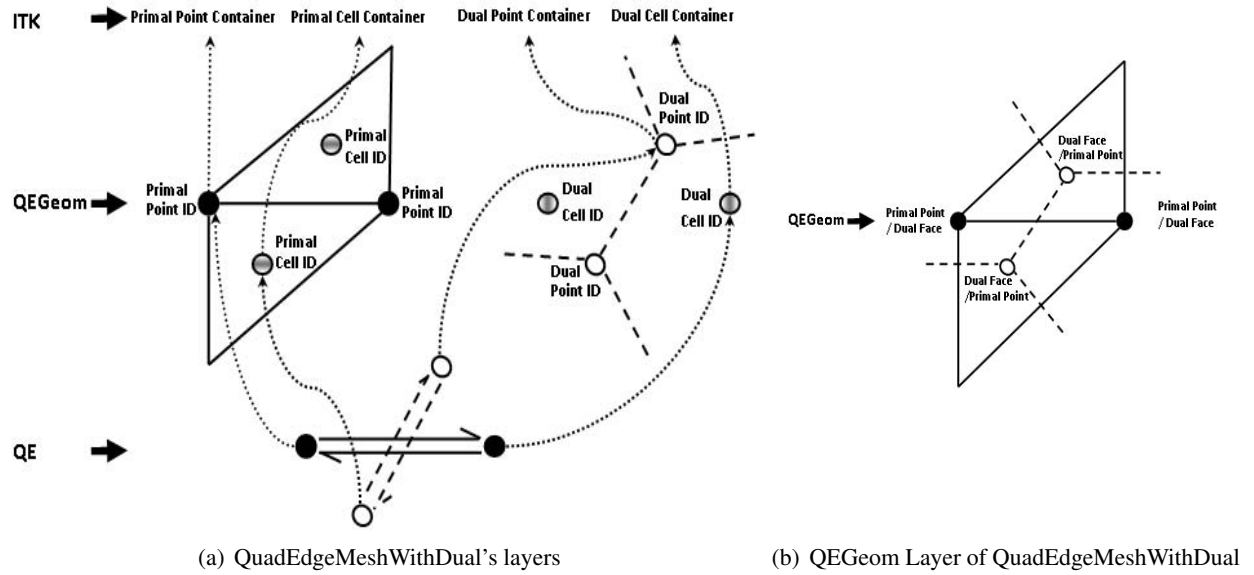 ITK
Primal Point Container
Primal Cell Container
Dual Point Container
Dual Cell Container
Dual
Point ID
Primal
Cell ID
QEGeom
Primal
Point ID
Primal
Point ID
Dual
Cell ID
Dual
Cell ID
Primal
Cell ID
Dual
Point ID
QE
(a) QuadEdgeMeshWithDual's layers
Dual Face
/Primal Point
QEGeom
Primal Point
/ Dual Face
Primal Point
/ Dual Face
Dual Face
/Primal Point
(b) QEGeom Layer of QuadEdgeMeshWithDual